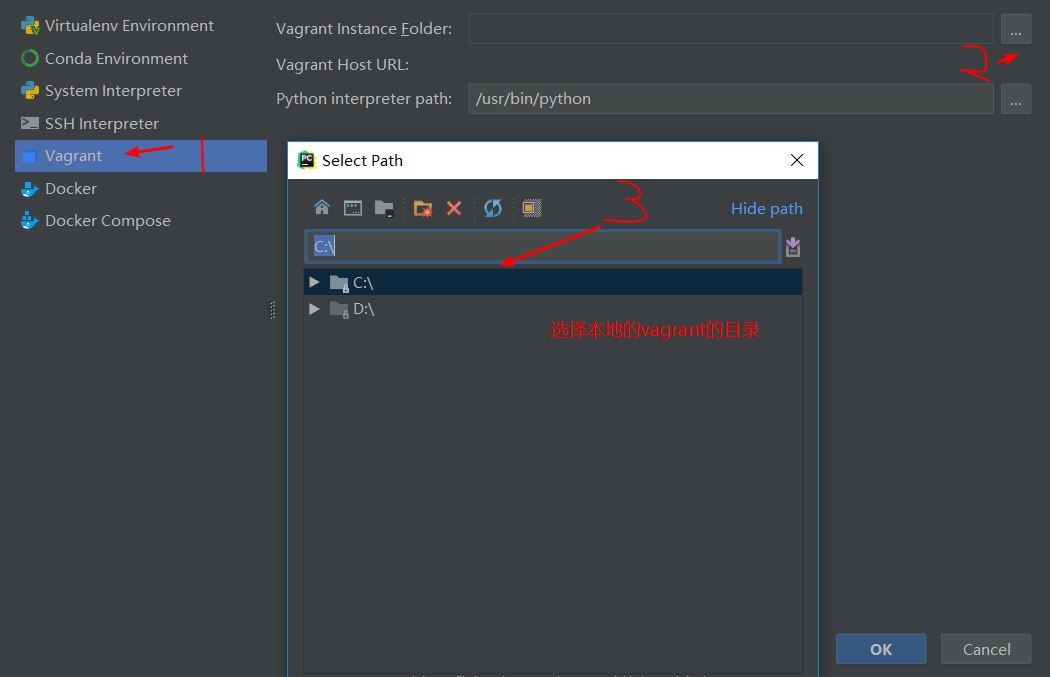 Virtualenv Environment
Conda Environment
System Interpreter
SSH Interpreter
Vagrant
Docker
Docker Compose
1
Vagrant Instance Folder:
...
2
Vagrant Host URL:
Python interpreter path: /usr/bin/python
...
PC Select Path
3
Hide path
C:\
C:\
D:\
选择本地的vagrant的目录
OK
Cancel